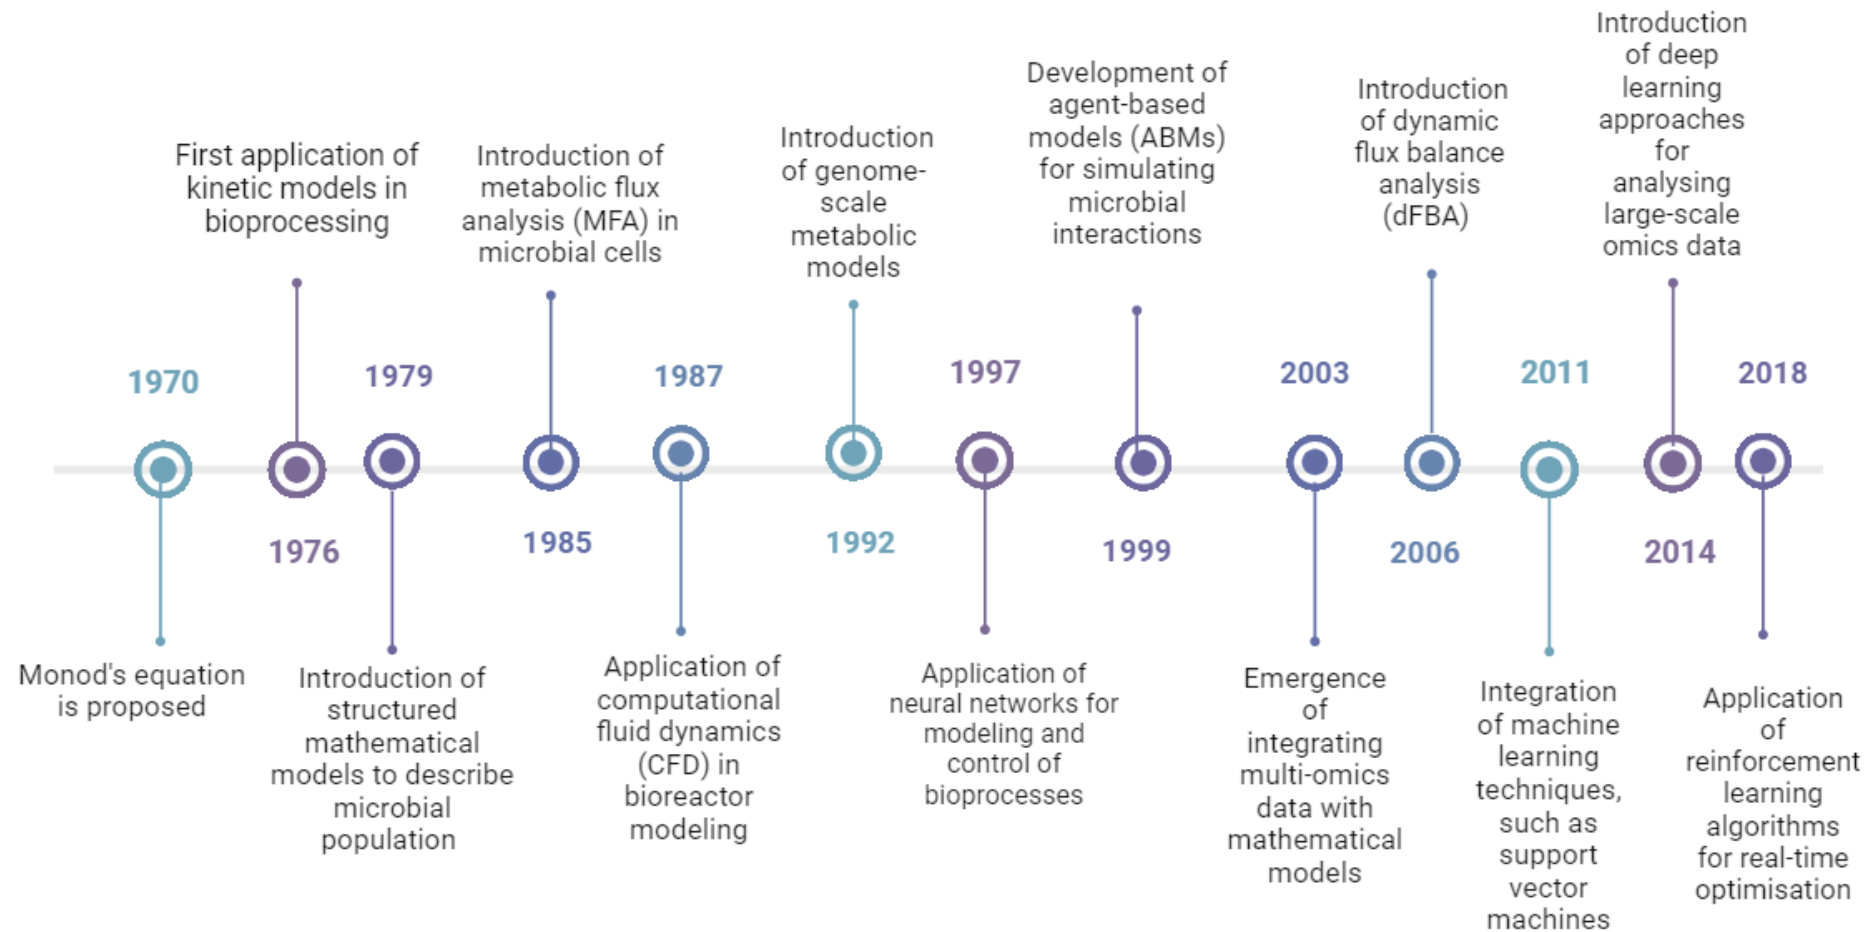 1970
Monod's equation
is proposed
First application of
kinetic models in
bioprocessing
1976
1979
Introduction of
structured
mathematical
models to describe
microbial
population
Introduction of
metabolic flux
analysis (MFA) in
microbial cells
1985
1987
Application of
computational
fluid dynamics
(CFD) in
bioreactor
modeling
Introduction
of genome-
scale
metabolic
models
1992
1997
Application of
neural networks for
modeling and
control of
bioprocesses
Development of
agent-based
models (ABMs)
for simulating
microbial
interactions
1999
2003
Emergence
of
integrating
multi-omics
data with
mathematical
models
Introduction
of dynamic
flux balance
analysis
(dFBA)
2006
2011
Integration
of machine
learning
techniques,
such as
support
vector
machines
Introduction
of deep
learning
approaches
for
analysing
large-scale
omics data
2014
2018
Application
of
reinforcement
learning
algorithms
for real-time
optimisation